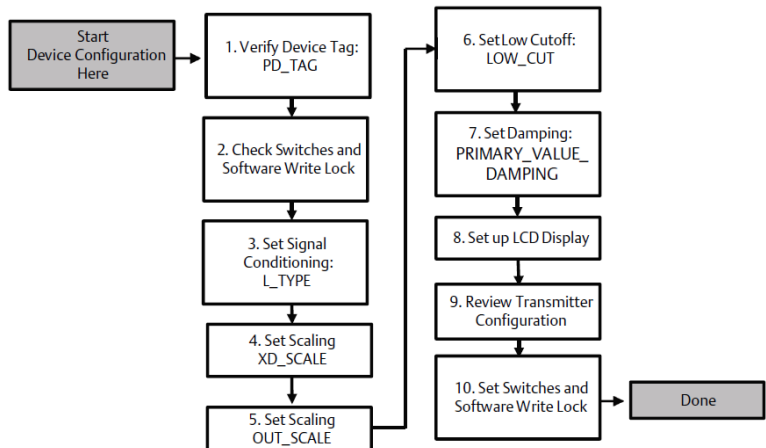 Start
Device Configuration
Here
1. Verify Device Tag:
PD_TAG
2. Check Switches and
Software Write Lock
3. Set Signal
Conditioning:
L_TYPE
4. Set Scaling
XD_SCALE
5. Set Scaling
OUT_SCALE
6. Set Low Cutoff:
LOW_CUT
7. Set Damping:
PRIMARY_VALUE_
DAMPING
8. Set up LCD Display
9. Review Transmitter
Configuration
10. Set Switches and
Software Write Lock
Done